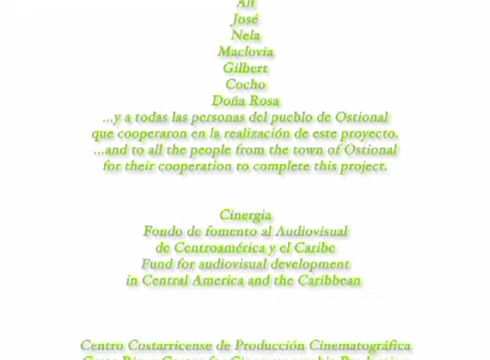 Ali
José
Nela
Maclovia
Gilbert
Cocho
Doña Rosa
...y a todas las personas del pueblo de Ostional
que cooperaron en la realización de este proyecto.
...and to all the people from the town of Ostional
for their cooperation to complete this project.
Cinergia
Fondo de fomento al Audiovisual
de Centroamérica y el Caribe
Fund for audiovisual development
in Central America and the Caribbean
Centro Costarricense de Producción Cinematográfica